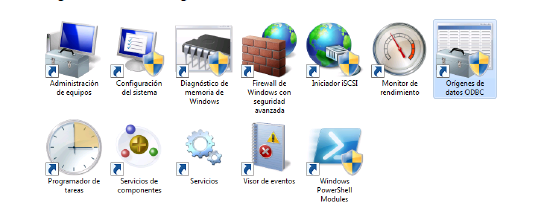 Administración de equipos
Configuración del sistema
Diagnóstico de memoria de Windows
Firewall de Windows con seguridad avanzada
Iniciador iSCSI
Monitor de rendimiento
Orígenes de datos ODBC
Programador de tareas
Servicios de componentes
Servicios
Visor de eventos
Windows PowerShell Modules